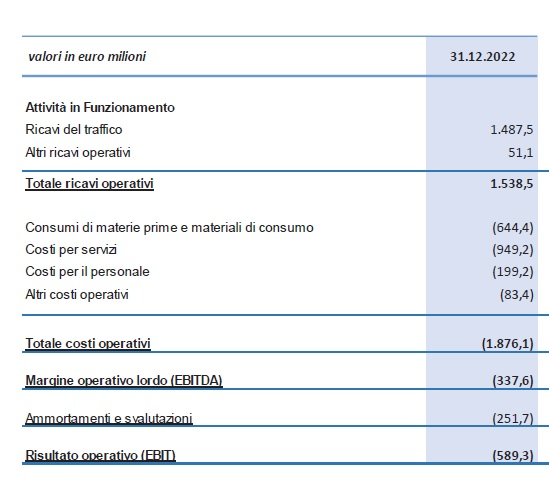 valori in euro milioni 31.12.2022
Attività in Funzionamento
Ricavi del traffico 1.487,5
Altri ricavi operativi 51,1
Totale ricavi operativi 1.538,5
Consumi di materie prime e materiali di consumo (644,4)
Costi per servizi (949,2)
Costi per il personale (199,2)
Altri costi operativi (83,4)
Totale costi operativi (1.876,1)
Margine operativo lordo (EBITDA) (337,6)
Ammortamenti e svalutazioni (251,7)
Risultato operativo (EBIT) (589,3)